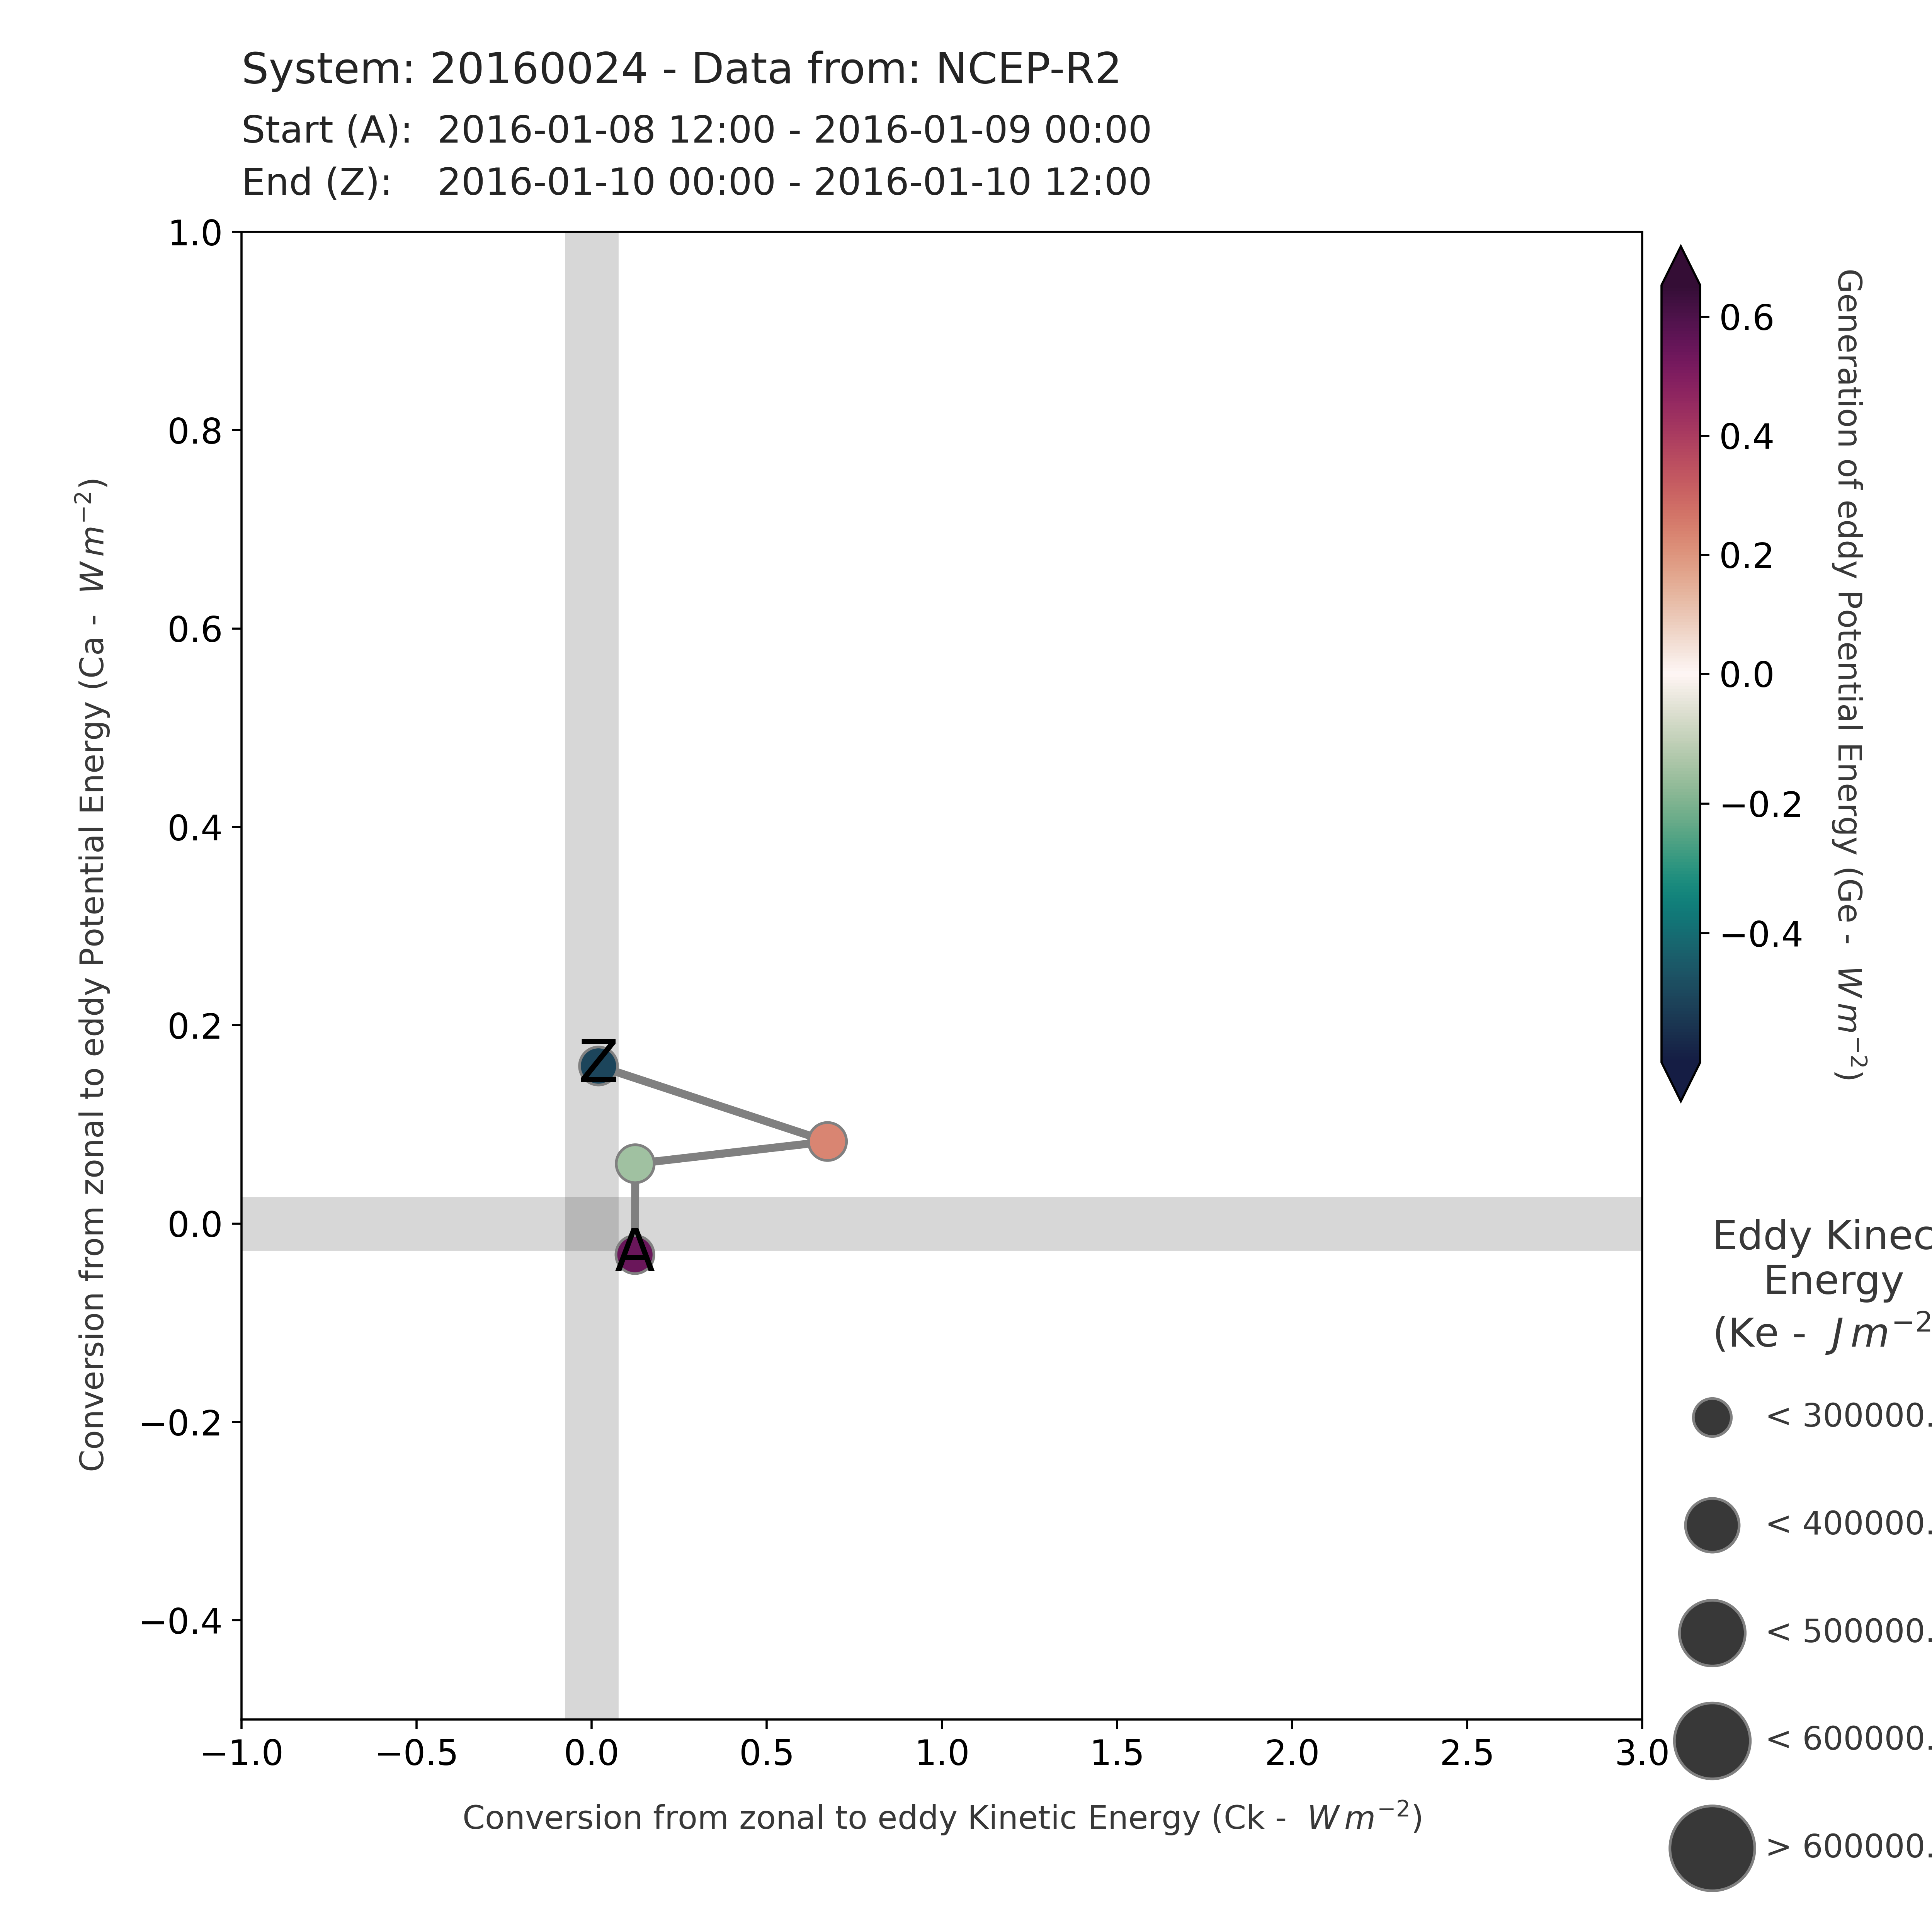 System: 20160024 - Data from: NCEP-R2
Start (A): 2016-01-08 12:00 - 2016-01-09 00:00
End (Z): 2016-01-10 00:00 - 2016-01-10 12:00
1.0
0.8
0.6
0.4
0.2
0.0
−0.2
−0.4
Conversion from zonal to eddy Potential Energy (Ca - W m⁻²)
Z
A
−1.0
−0.5
0.0
0.5
1.0
1.5
2.0
2.5
3.0
Conversion from zonal to eddy Kinetic Energy (Ck - W m⁻²)
0.6
0.4
0.2
0.0
−0.2
−0.4
Generation of eddy Potential Energy (Ge - W m⁻²)
Eddy Kinec
Energy
(Ke - J m⁻²
< 300000.
< 400000.
< 500000.
< 600000.
> 600000.